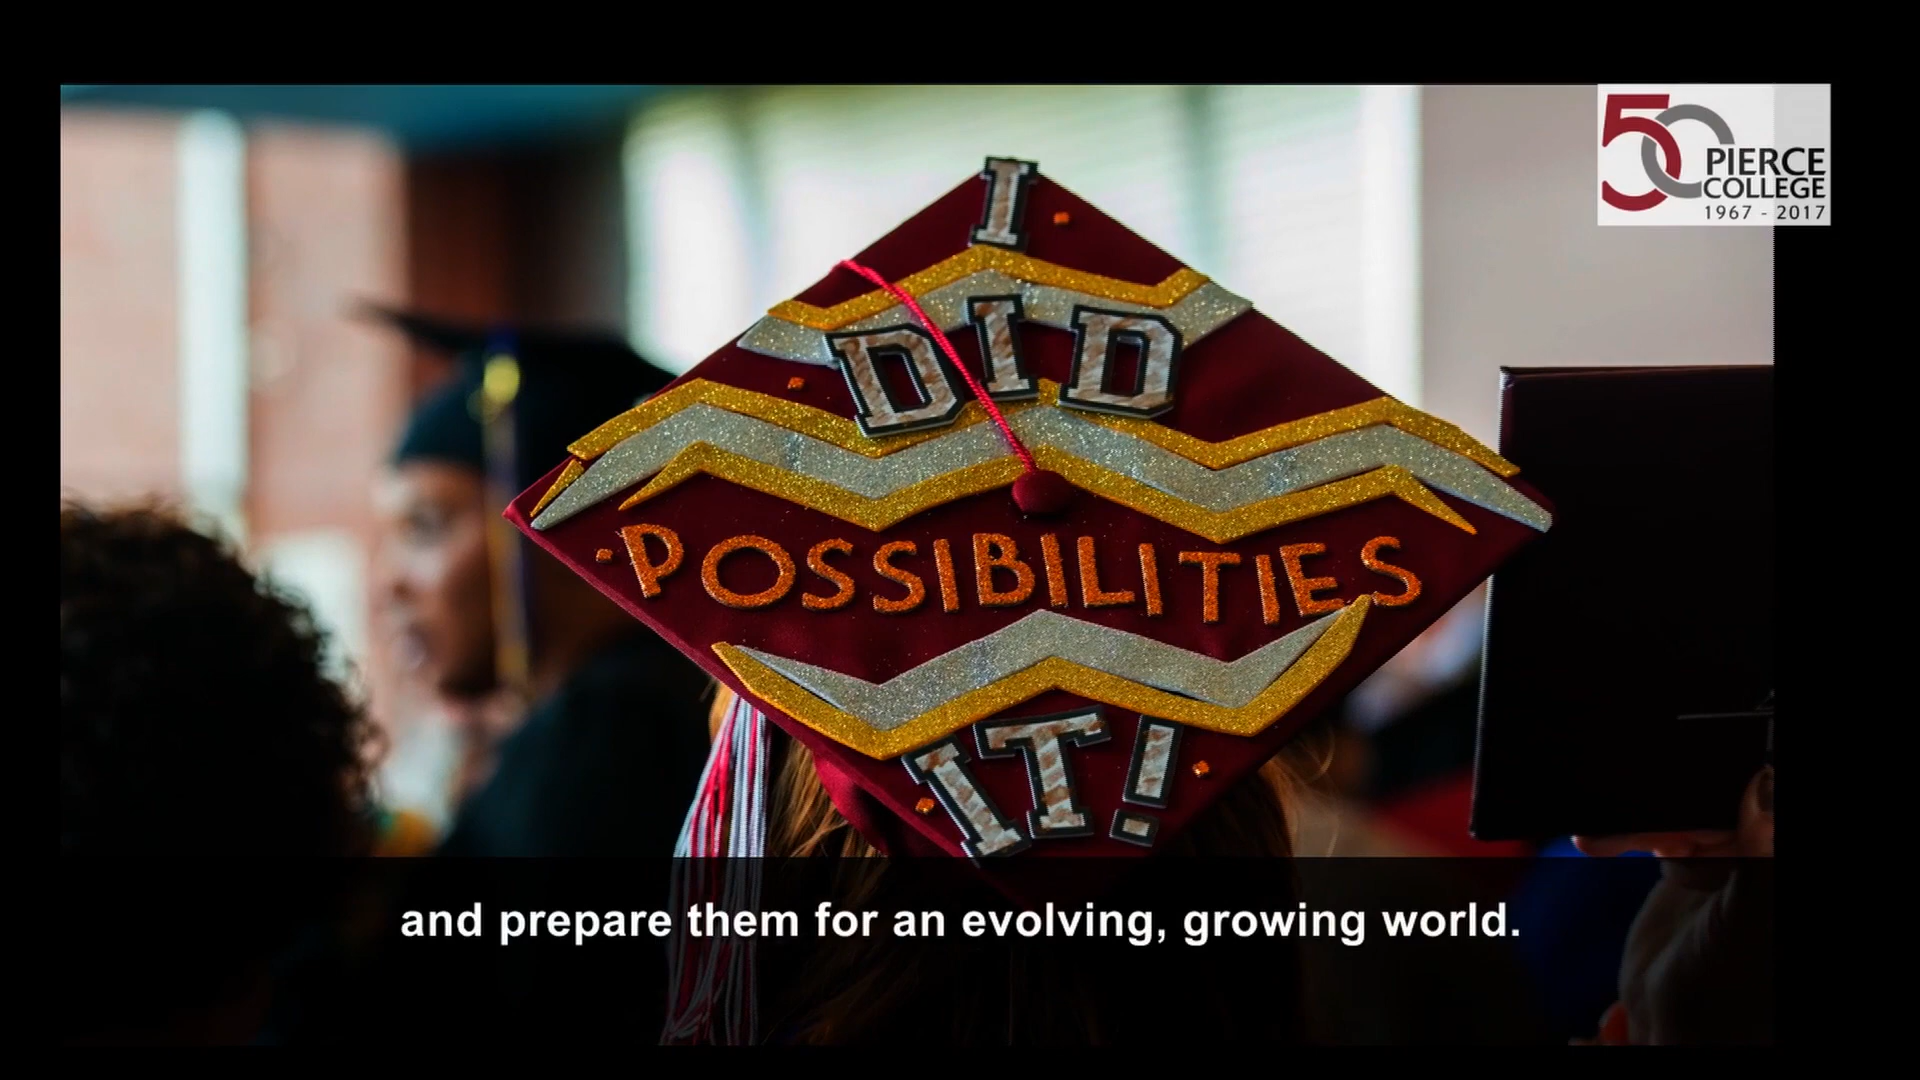 50
PIERCE
COLLEGE
1967 - 2017
I
DID
POSSIBILITIES
IT!
and prepare them for an evolving, growing world.